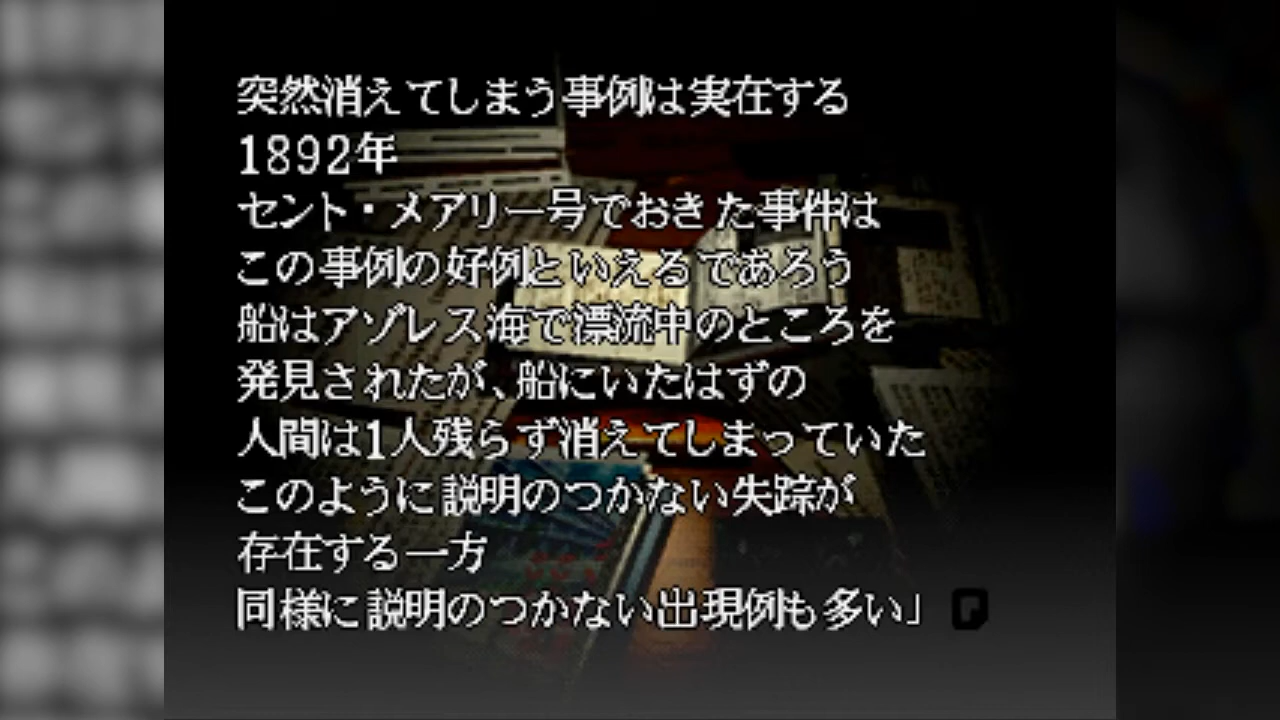 突然消えてしまう事例は実在する
1892年
セント・メアリー号でおきた事件は
この事例の好例といえるであろう
船はアゾレス海で漂流中のところを
発見されたが、船にいたはずの
人間は1人残らず消えてしまっていた
このように説明のつかない失踪が
存在する一方
同様に説明のつかない出現例も多い」